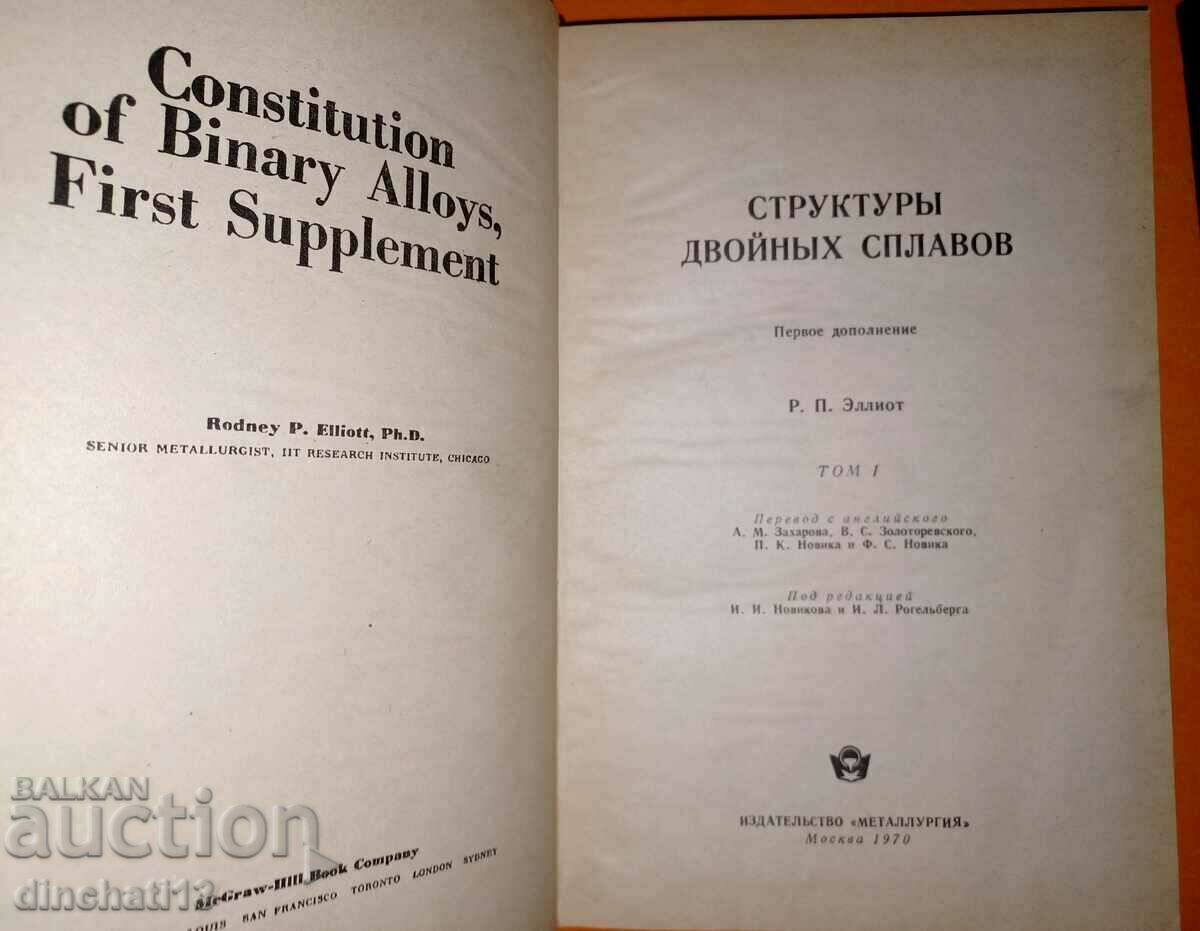 Constitution
of Binary Alloys,
First Supplement
Rodney P. Elliott, Ph.D.
SENIOR METALLURGIST, IIT RESEARCH INSTITUTE, CHICAGO
McGraw-Hill Book Company
SAN FRANCISCO TORONTO LONDON SYDNEY
СТРУКТУРЫ
ДВОЙНЫХ СПЛАВОВ
Первое дополнение
Р. П. Эллиот
ТОМ I
Перевод с английского
А. М. Захарова, В. С. Золоторевского,
П. К. Новика и Ф. С. Новика
Под редакцией
И. И. Новикова и И. Л. Рогельберга
ИЗДАТЕЛЬСТВО «МЕТАЛЛУРГИЯ»
Москва 1970
BALKAN
auction
dinchati13